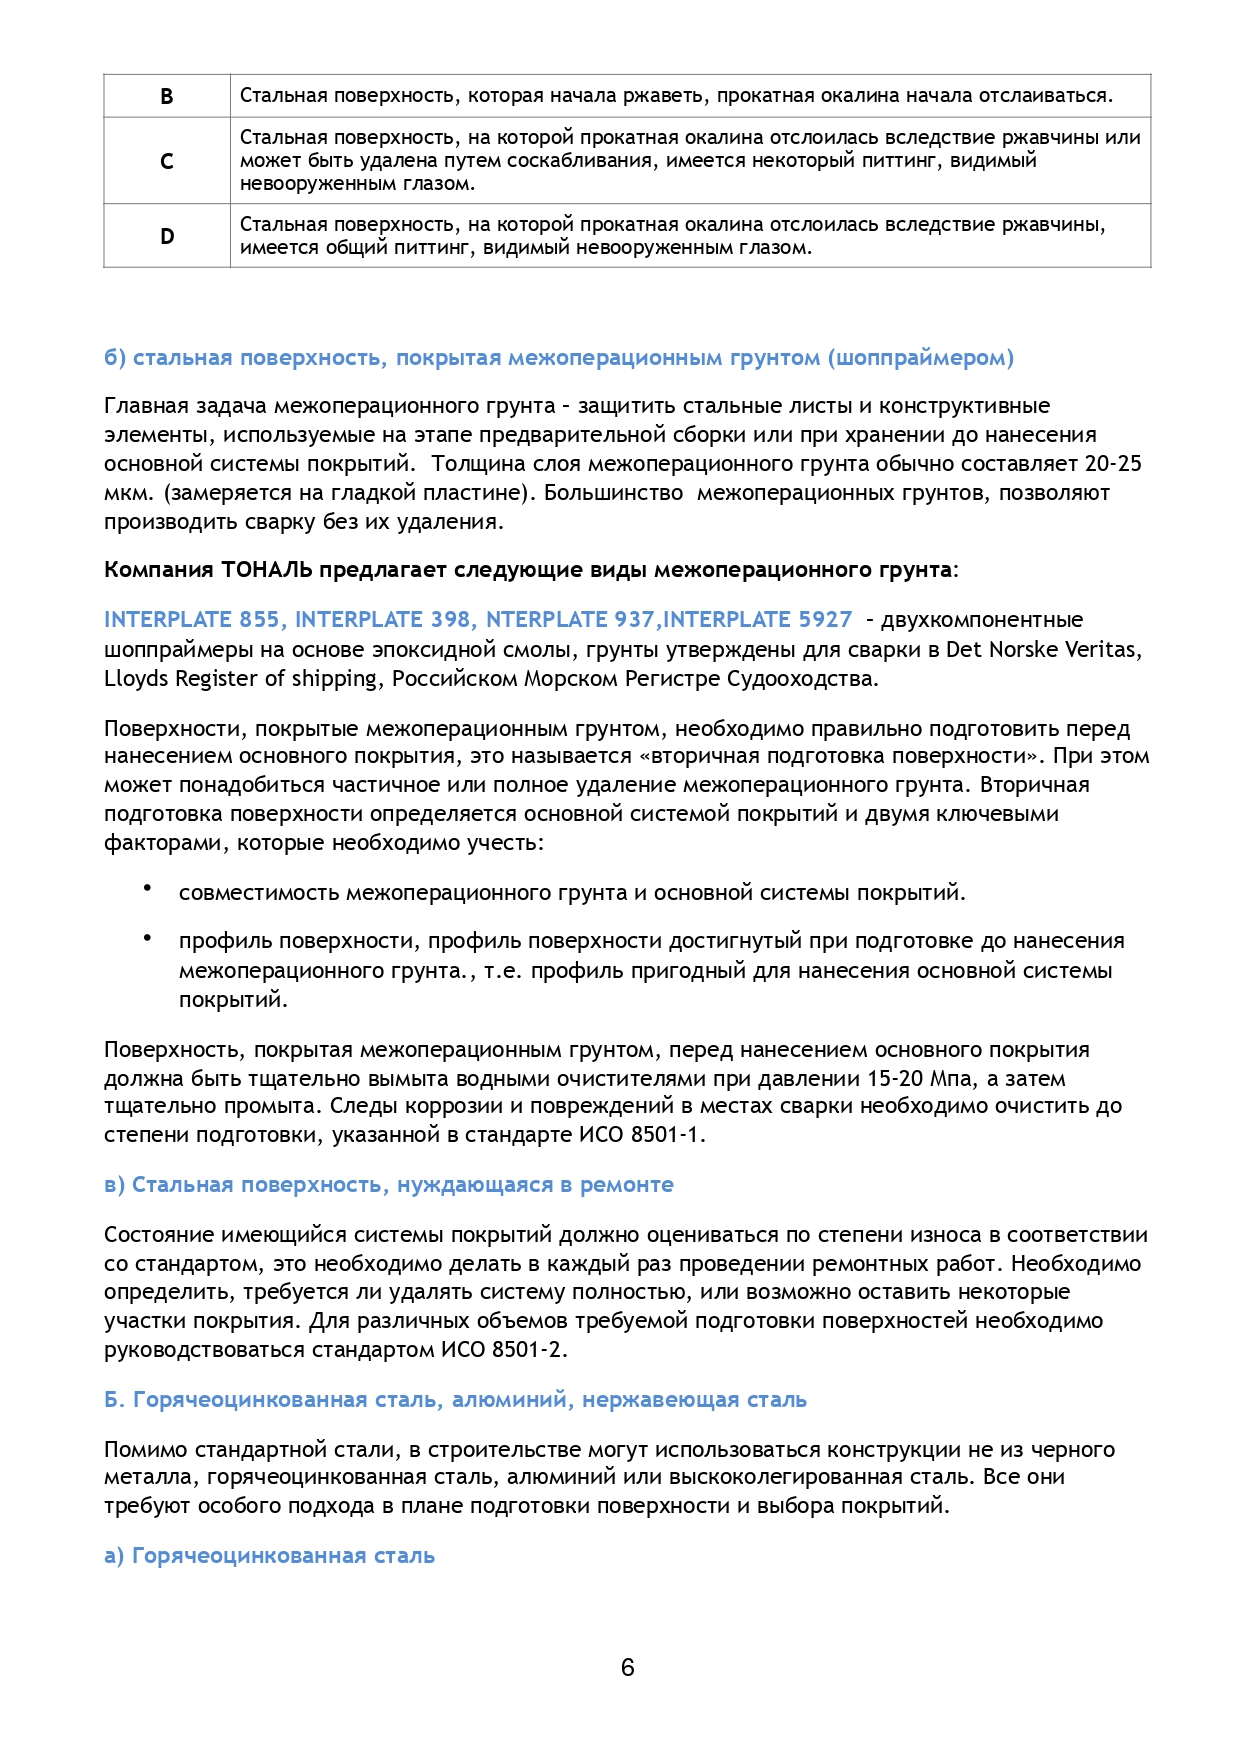 B
Стальная поверхность, которая начала ржаветь, прокатная окалина начала отслаиваться.
C
Стальная поверхность, на которой прокатная окалина отслоилась вследствие ржавчины или
может быть удалена путем соскабливания, имеется некоторый питтинг, видимый
невооруженным глазом.
D
Стальная поверхность, на которой прокатная окалина отслоилась вследствие ржавчины,
имеется общий питтинг, видимый невооруженным глазом.
б) стальная поверхность, покрытая межоперационным грунтом (шоппраймером)
Главная задача межоперационного грунта – защитить стальные листы и конструктивные
элементы, используемые на этапе предварительной сборки или при хранении до нанесения
основной системы покрытий.  Толщина слоя межоперационного грунта обычно составляет 20-25
мкм. (замеряется на гладкой пластине). Большинство  межоперационных грунтов, позволяют
производить сварку без их удаления.
Компания ТОНАЛЬ предлагает следующие виды межоперационного грунта:
INTERPLATE 855, INTERPLATE 398, NTERPLATE 937,INTERPLATE 5927  – двухкомпонентные
шоппраймеры на основе эпоксидной смолы, грунты утверждены для сварки в Det Norske Veritas,
Lloyds Register of shipping, Российском Морском Регистре Судооходства.
Поверхности, покрытые межоперационным грунтом, необходимо правильно подготовить перед
нанесением основного покрытия, это называется «вторичная подготовка поверхности». При этом
может понадобиться частичное или полное удаление межоперационного грунта. Вторичная
подготовка поверхности определяется основной системой покрытий и двумя ключевыми
факторами, которые необходимо учесть:
• совместимость межоперационного грунта и основной системы покрытий.
• профиль поверхности, профиль поверхности достигнутый при подготовке до нанесения
межоперационного грунта., т.е. профиль пригодный для нанесения основной системы
покрытий.
Поверхность, покрытая межоперационным грунтом, перед нанесением основного покрытия
должна быть тщательно вымыта водными очистителями при давлении 15-20 Мпа, а затем
тщательно промыта. Следы коррозии и повреждений в местах сварки необходимо очистить до
степени подготовки, указанной в стандарте ИСО 8501-1.
в) Стальная поверхность, нуждающаяся в ремонте
Состояние имеющийся системы покрытий должно оцениваться по степени износа в соответствии
со стандартом, это необходимо делать в каждый раз проведении ремонтных работ. Необходимо
определить, требуется ли удалять систему полностью, или возможно оставить некоторые
участки покрытия. Для различных объемов требуемой подготовки поверхностей необходимо
руководствоваться стандартом ИСО 8501-2.
Б. Горячеоцинкованная сталь, алюминий, нержавеющая сталь
Помимо стандартной стали, в строительстве могут использоваться конструкции не из черного
металла, горячеоцинкованная сталь, алюминий или выскоколегированная сталь. Все они
требуют особого подхода в плане подготовки поверхности и выбора покрытий.
а) Горячеоцинкованная сталь
6